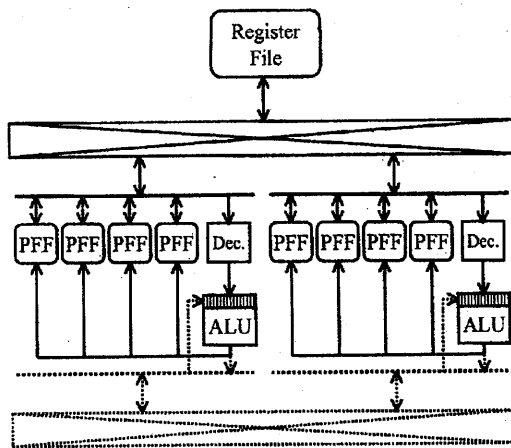 Register
File
PFF PFF PFF PFF Dec. PFF PFF PFF PFF Dec.
ALU ALU